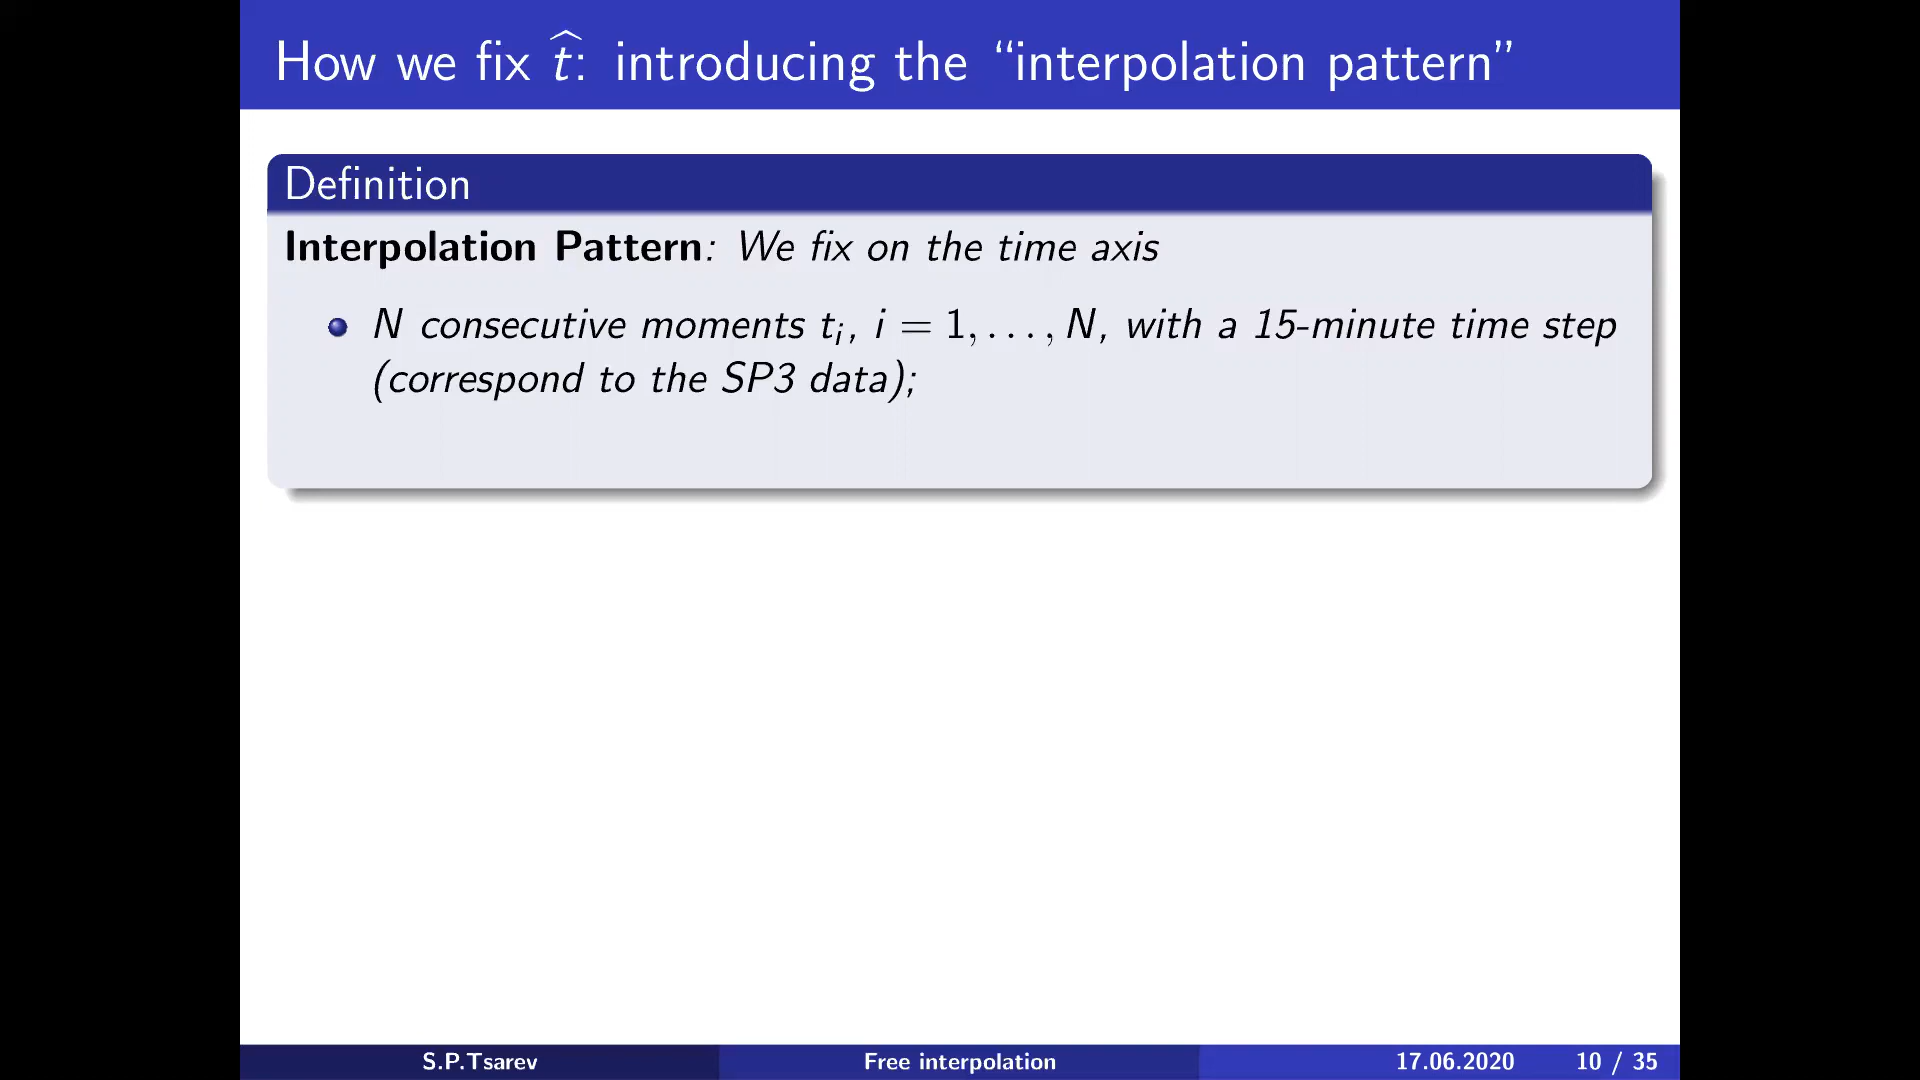 How we fix t̂: introducing the “interpolation pattern”
Definition
Interpolation Pattern: We fix on the time axis
N consecutive moments tᵢ, i = 1, . . . , N, with a 15-minute time step
(correspond to the SP3 data);
S.P.Tsarev Free interpolation 17.06.2020 10 / 35